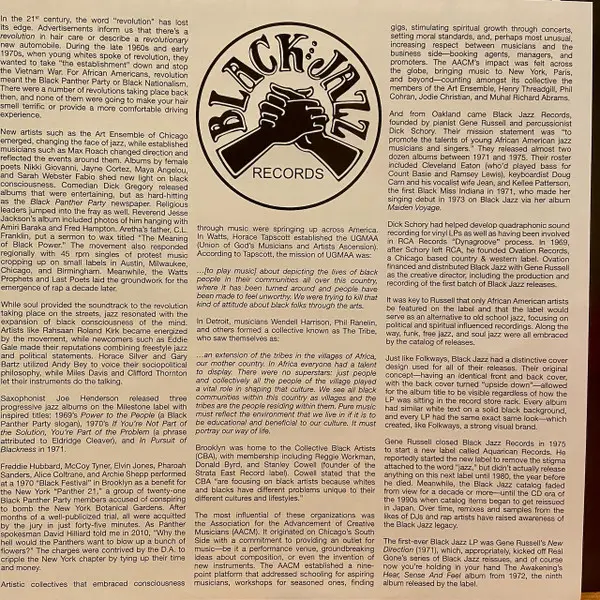 In the 21st century, the word "revolution" has lost
its edge. Advertisements inform us that there's a
revolution in hair care or describe a revolutionary
new automobile. During the late 1960s and early
1970s, when young whites spoke of revolution, they
wanted to take "the establishment" down and stop
the Vietnam War. For African Americans, revolution
meant the Black Panther Party or Black Nationalism.
There were a number of revolutions taking place back
then, and none of them were going to make your hair
smell terrific or provide a more comfortable driving
experience.
New artists such as the Art Ensemble of Chicago
emerged, changing the face of jazz, while established
musicians such as Max Roach changed direction and
reflected the events around them. Albums by female
poets Nikki Giovanni, Jayne Cortez, Maya Angelou,
and Sarah Webster Fabio shed new light on black
consciousness. Comedian Dick Gregory released
albums that were entertaining, but as hard-hitting
as the Black Panther Party newspaper. Religious
leaders jumped into the fray as well. Reverend Jesse
Jackson's album included photos of him hanging with
Amiri Baraka and Fred Hampton. Aretha's father, C.L.
Franklin, put a sermon to wax titled "The Meaning
of Black Power." The movement also responded
regionally with 45 rpm singles of protest music
cropping up on small labels in Austin, Milwaukee,
Chicago, and Birmingham. Meanwhile, the Watts
Prophets and Last Poets laid the groundwork for the
emergence of rap a decade later.
While soul provided the soundtrack to the revolution
taking place on the streets, jazz resonated with the
expansion of black consciousness of the mind.
Artists like Rahsaan Roland Kirk became energized
by the movement, while newcomers such as Eddie
Gale made their reputations combining freestyle jazz
and political statements. Horace Silver and Gary
Bartz utilized Andy Bey to voice their sociopolitical
philosophy, while Miles Davis and Clifford Thornton
let their instruments do the talking.
Saxophonist Joe Henderson released three
progressive jazz albums on the Milestone label with
inspired titles: 1969's Power to the People (a Black
Panther Party slogan), 1970's If You're Not Part of
the Solution, You're Part of the Problem (a phrase
attributed to Eldridge Cleaver), and In Pursuit of
Blackness in 1971.
Freddie Hubbard, McCoy Tyner, Elvin Jones, Pharoah
Sanders, Alice Coltrane, and Archie Shepp performed
at a 1970 "Black Festival" in Brooklyn as a benefit for
the New York "Panther 21," a group of twenty-one
Black Panther Party members accused of conspiring
to bomb the New York Botanical Gardens. After
months of a well-publicized trial, all were acquitted
by the jury in just forty-five minutes. As Panther
spokesman David Hilliard told me in 2010, "Why the
hell would the Panthers want to blow up a bunch of
flowers?" The charges were contrived by the D.A. to
cripple the New York chapter by tying up their time
and money.
Artistic collectives that embraced consciousness
BLACK JAZZ
RECORDS
through music were springing up across America.
In Watts, Horace Tapscott established the UGMAA
(Union of God's Musicians and Artists Ascension).
According to Tapscott, the mission of UGMAA was:
...[to play music] about depicting the lives of black
people in their communities all over this country,
where it has been turned around and people have
been made to feel unworthy. We were trying to kill that
kind of attitude about black folks through the arts.
In Detroit, musicians Wendell Harrison, Phil Ranelin,
and others formed a collective known as The Tribe,
who saw themselves as:
...an extension of the tribes in the villages of Africa,
our mother country. In Africa everyone had a talent
to display. There were no superstars; just people
and collectively all the people of the village played
a vital role in shaping that culture. We see all black
communities within this country as villages and the
tribes are the people residing within them. Pure music
must reflect the environment that we live in if it is to
be educational and beneficial to our culture. It must
portray our way of life.
Brooklyn was home to the Collective Black Artists
(CBA), with membership including Reggie Workman,
Donald Byrd, and Stanley Cowell (founder of the
Strata East Record label). Cowell stated that the
CBA "are focusing on black artists because whites
and blacks have different problems unique to their
different cultures and lifestyles."
The most influential of these organizations was
the Association for the Advancement of Creative
Musicians (AACM). It originated on Chicago's South
Side with a commitment to providing an outlet for
music—be it a performance venue, groundbreaking
ideas about composition, or even the invention of
new instruments. The AACM established a nine-
point platform that addressed schooling for aspiring
musicians, workshops for seasoned ones, finding
gigs, stimulating spiritual growth through concerts,
setting moral standards, and, perhaps most unusual,
increasing respect between musicians and the
business side—booking agents, managers, and
promoters. The AACM's impact was felt across
the globe, bringing music to New York, Paris,
and beyond—counting amongst its collective the
members of the Art Ensemble, Henry Threadgill, Phil
Cohran, Jodie Christian, and Muhal Richard Abrams.
And from Oakland came Black Jazz Records,
founded by pianist Gene Russell and percussionist
Dick Schory. Their mission statement was "to
promote the talents of young African American jazz
musicians and singers." They released almost two
dozen albums between 1971 and 1975. Their roster
included Cleveland Eaton (who'd played bass for
Count Basie and Ramsey Lewis), keyboardist Doug
Carn and his vocalist wife Jean, and Kellee Patterson,
the first Black Miss Indiana in 1971, who made her
singing debut in 1973 on Black Jazz via her album
Maiden Voyage.
Dick Schory had helped develop quadraphonic sound
recording for vinyl LPs as well as having been involved
in RCA Records "Dynagroove" process. In 1969,
after Schory left RCA, he founded Ovation Records,
a Chicago based country & western label. Ovation
financed and distributed Black Jazz with Gene Russell
as the creative director, including the production and
recording of the first batch of Black Jazz releases.
It was key to Russell that only African American artists
be featured on the label and that the label would
serve as an alternative to old school jazz, focusing on
political and spiritual influenced recordings. Along the
way, funk, free jazz, and soul jazz were all embraced
by the catalog of releases.
Just like Folkways, Black Jazz had a distinctive cover
design used for all of their releases. Their original
concept—having an identical front and back cover,
with the back cover turned "upside down"—allowed
for the album title to be visible regardless of how the
LP was sitting in the record store rack. Every album
had similar white text on a solid black background,
and every LP had the same exact same look—which
created, like Folkways, a strong visual brand.
Gene Russell closed Black Jazz Records in 1975
to start a new label called Aquarican Records. He
reportedly started the new label to remove the stigma
attached to the word "jazz," but didn't actually release
anything on this next label until 1980, the year before
he died. Meanwhile, the Black Jazz catalog faded
from view for a decade or more—until the CD era of
the 1990s when catalog items began to get reissued
in Japan. Over time, remixes and samples from the
likes of DJs and rap artists have raised awareness of
the Black Jazz legacy.
The first-ever Black Jazz LP was Gene Russell's New
Direction (1971), which, appropriately, kicked off Real
Gone's series of Black Jazz reissues, and of course
now you're holding in your hand The Awakening's
Hear, Sense And Feel album from 1972, the ninth
album released by the label.